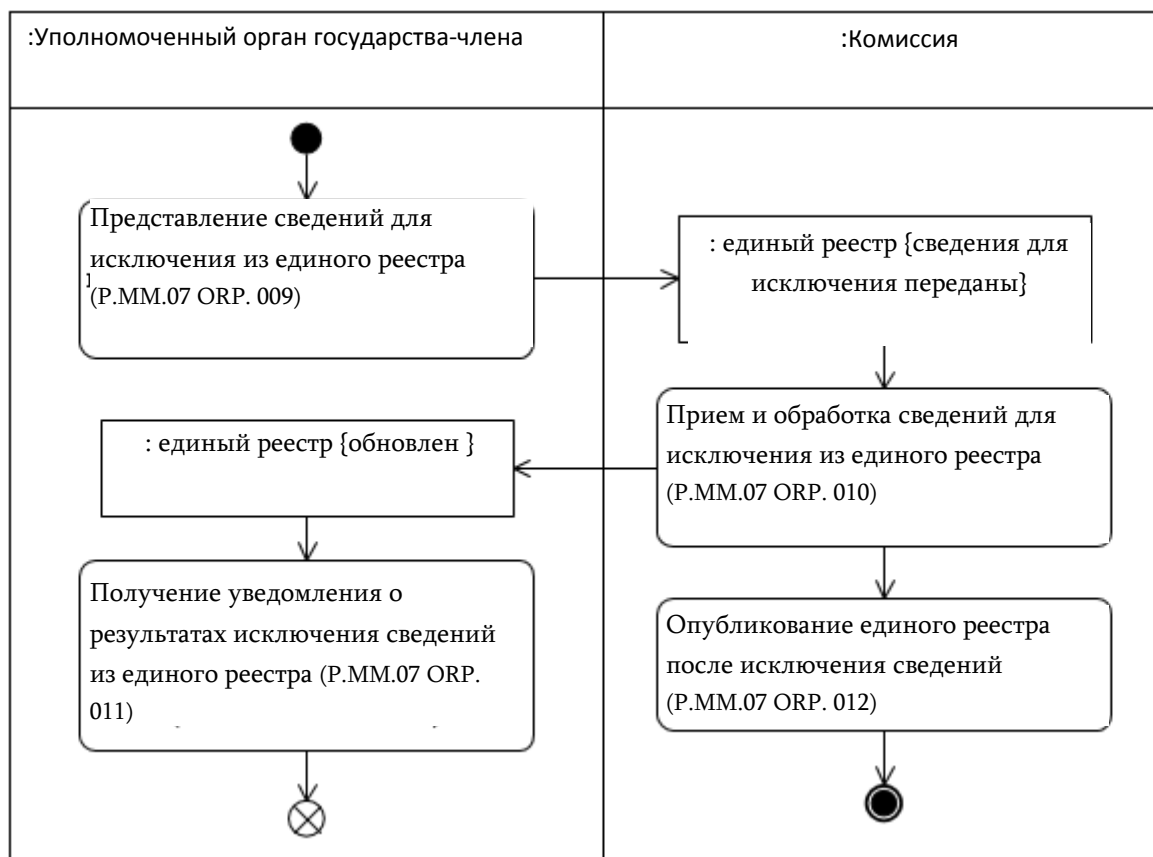 :Уполномоченный орган государства-члена
:Комиссия
Представление сведений для
исключения из единого реестра
(P.MM.07 ORP. 009)
: единый реестр {сведения для
исключения переданы}
Прием и обработка сведений для
исключения из единого реестра
(P.MM.07 ORP. 010)
: единый реестр {обновлен }
Получение уведомления о
результатах исключения сведений
из единого реестра (P.MM.07 ORP.
011)
Опубликование единого реестра
после исключения сведений
(P.MM.07 ORP. 012)